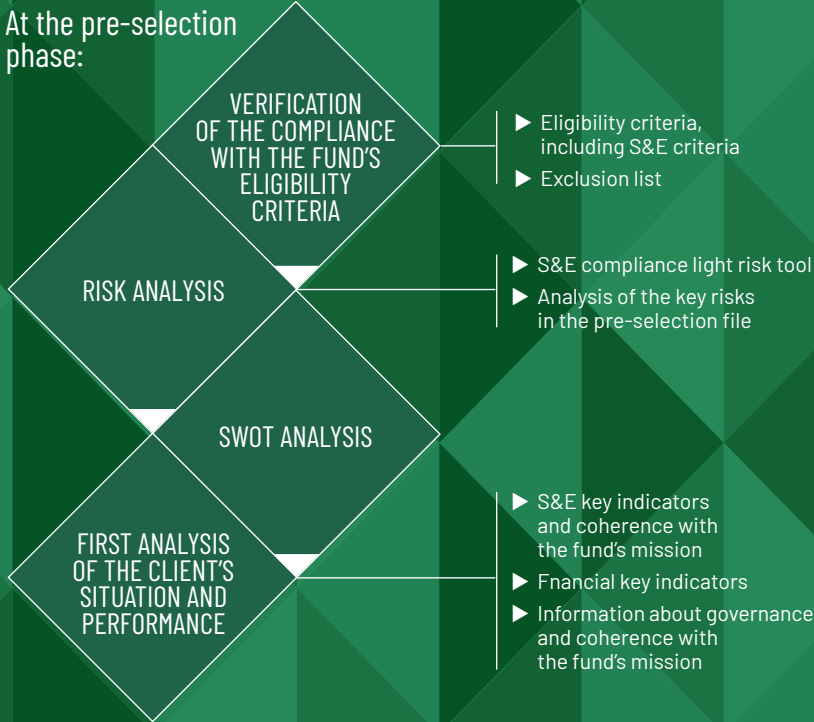 At the pre-selection
phase:
VERIFICATION
OF THE COMPLIANCE
WITH THE FUND'S
ELIGIBILITY
CRITERIA
▶ Eligibility criteria,
including S&E criteria
▶ Exclusion list
RISK ANALYSIS
▶ S&E compliance light risk tool
▶ Analysis of the key risks
in the pre-selection file
SWOT ANALYSIS
FIRST ANALYSIS
OF THE CLIENT'S
SITUATION AND
PERFORMANCE
▶ S&E key indicators
and coherence with
the fund's mission
▶ Fnancial key indicators
▶ Information about governance
and coherence with
the fund's mission